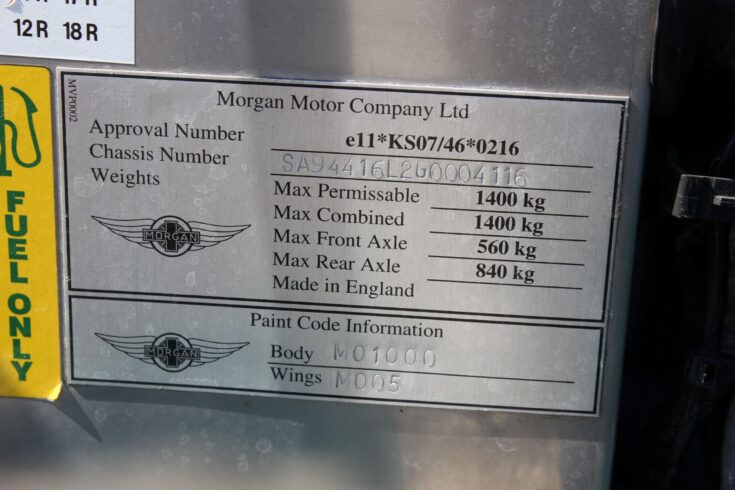 12R 18R
FUEL ONLY
MVP0002
Morgan Motor Company Ltd
Approval Number e11*KS07/46*0216
Chassis Number SA94416L2G0004116
Weights
Max Permissable 1400 kg
Max Combined 1400 kg
Max Front Axle 560 kg
Max Rear Axle 840 kg
Made in England
MORGAN
Paint Code Information
MORGAN
Body M01000
Wings M005